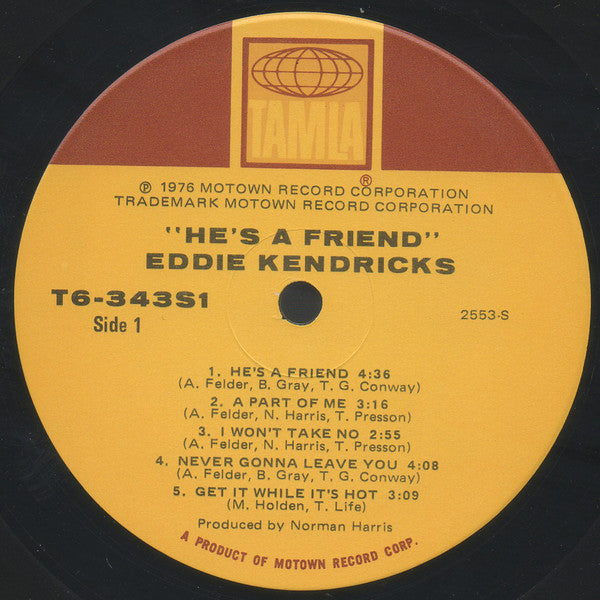 TAMLA
®
℗ 1976 MOTOWN RECORD CORPORATION
TRADEMARK MOTOWN RECORD CORPORATION
"HE'S A FRIEND"
EDDIE KENDRICKS
T6-343S1
Side 1
2553-S
1. HE'S A FRIEND 4:36
(A. Felder, B. Gray, T. G. Conway)
2. A PART OF ME 3:16
(A. Felder, N. Harris, T. Presson)
3. I WON'T TAKE NO 2:55
(A. Felder, N. Harris, T. Presson)
4. NEVER GONNA LEAVE YOU 4:08
(A. Felder, B. Gray, T. G. Conway)
5. GET IT WHILE IT'S HOT 3:09
(M. Holden, T. Life)
Produced by Norman Harris
A PRODUCT OF MOTOWN RECORD CORP.